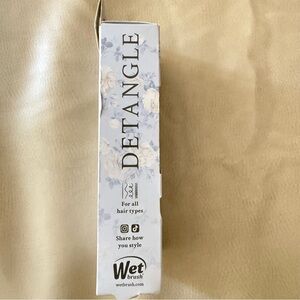 DETANGLE
For all
hair types
Share how
you style
Wet
brush
wetbrush.com